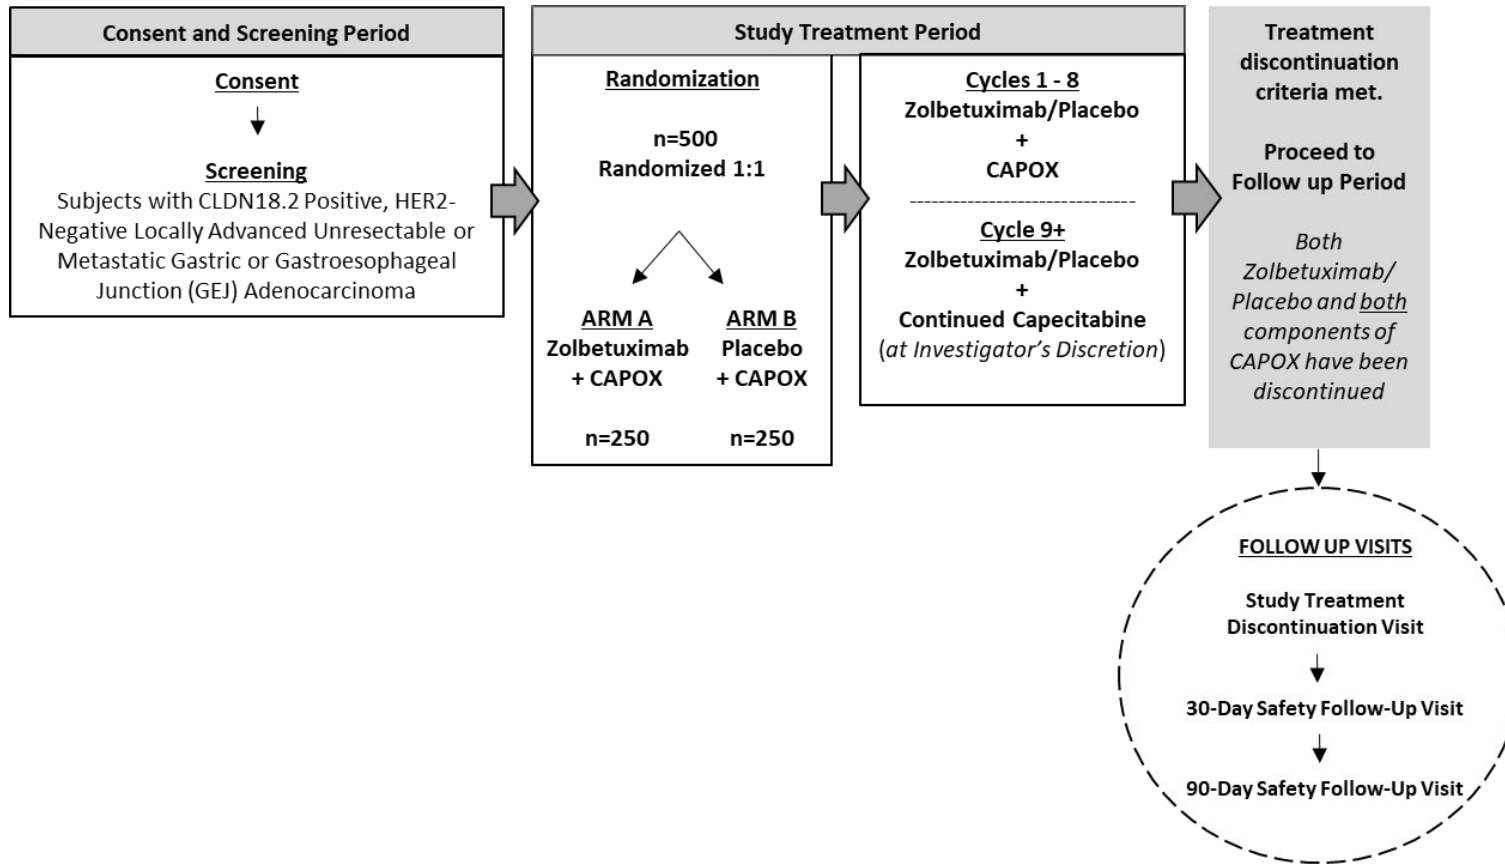 Consent and Screening Period
Consent
Screening
Subjects with CLDN18.2 Positive, HER2-
Negative Locally Advanced Unresectable or
Metastatic Gastric or Gastroesophageal
Junction (GEJ) Adenocarcinoma
Study Treatment Period
Randomization
n=500
Randomized 1:1
ARM A
Zolbetuximab
+ CAPOX
n=250
ARM B
Placebo
+ CAPOX
n=250
Cycles 1 - 8
Zolbetuximab/Placebo
+
CAPOX
Cycle 9+
Zolbetuximab/Placebo
+
Continued Capecitabine
(at Investigator's Discretion)
Treatment
discontinuation
criteria met.
Proceed to
Follow up Period
Both
Zolbetuximab/
Placebo and both
components of
CAPOX have been
discontinued
FOLLOW UP VISITS
Study Treatment
Discontinuation Visit
30-Day Safety Follow-Up Visit
90-Day Safety Follow-Up Visit